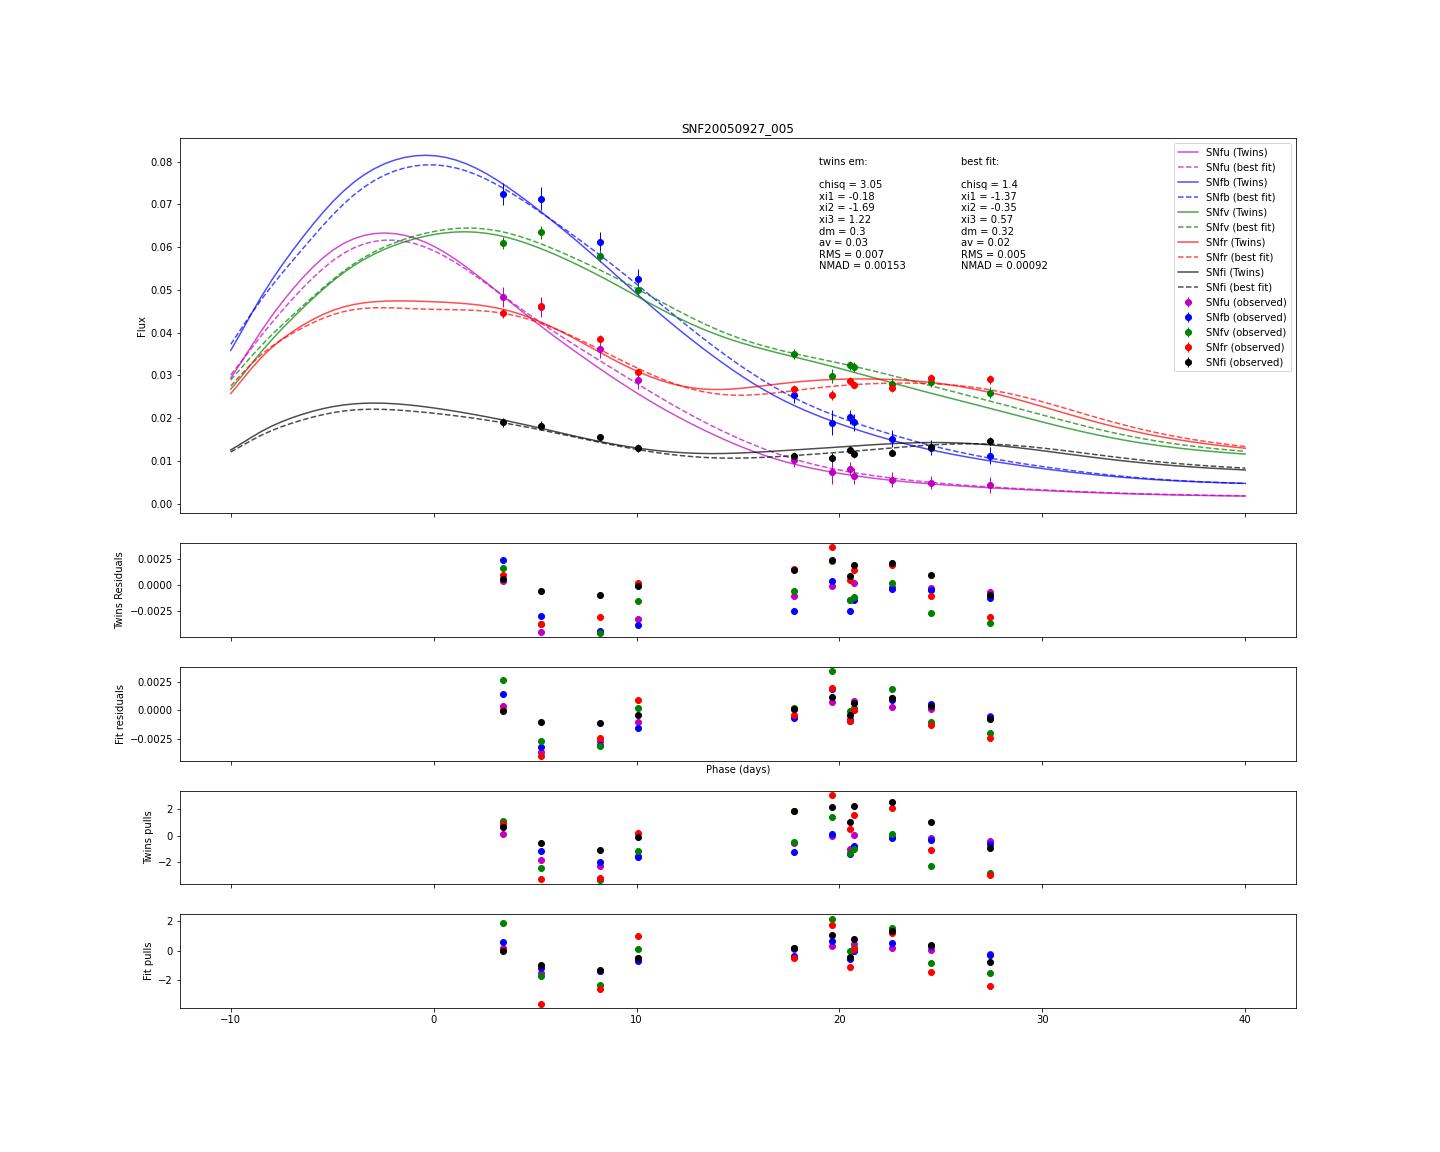 SNF20050927_005
Flux
0.08
0.07
0.06
0.05
0.04
0.03
0.02
0.01
0.00
twins em:
chisq = 3.05
xi1 = -0.18
xi2 = -1.69
xi3 = 1.22
dm = 0.3
av = 0.03
RMS = 0.007
NMAD = 0.00153
best fit:
chisq = 1.4
xi1 = -1.37
xi2 = -0.35
xi3 = 0.57
dm = 0.32
av = 0.02
RMS = 0.005
NMAD = 0.00092
SNfu (Twins)
SNfu (best fit)
SNfb (Twins)
SNfb (best fit)
SNfv (Twins)
SNfv (best fit)
SNfr (Twins)
SNfr (best fit)
SNfi (Twins)
SNfi (best fit)
SNfu (observed)
SNfb (observed)
SNfv (observed)
SNfr (observed)
SNfi (observed)
Twins Residuals
0.0025
0.0000
−0.0025
Fit residuals
0.0025
0.0000
−0.0025
Phase (days)
Twins pulls
2
0
−2
Fit pulls
2
0
−2
−10
0
10
20
30
40